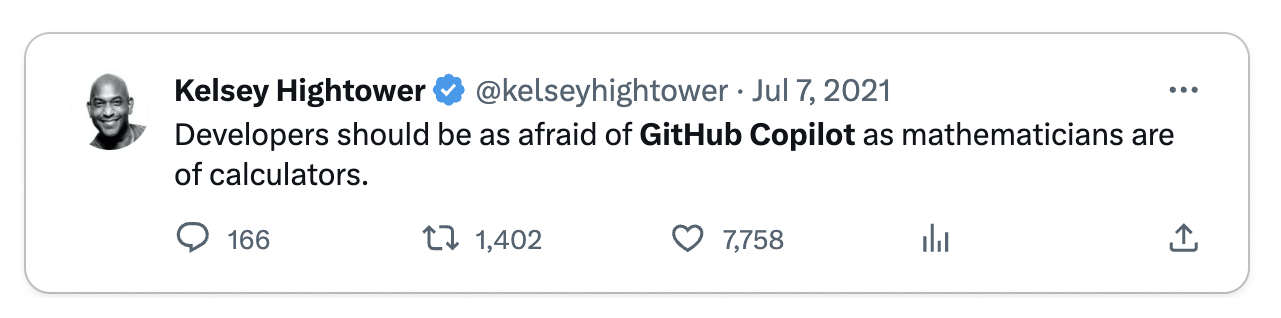 Kelsey Hightower @kelseyhightower · Jul 7, 2021
Developers should be as afraid of GitHub Copilot as mathematicians are
of calculators.
166 1,402 7,758